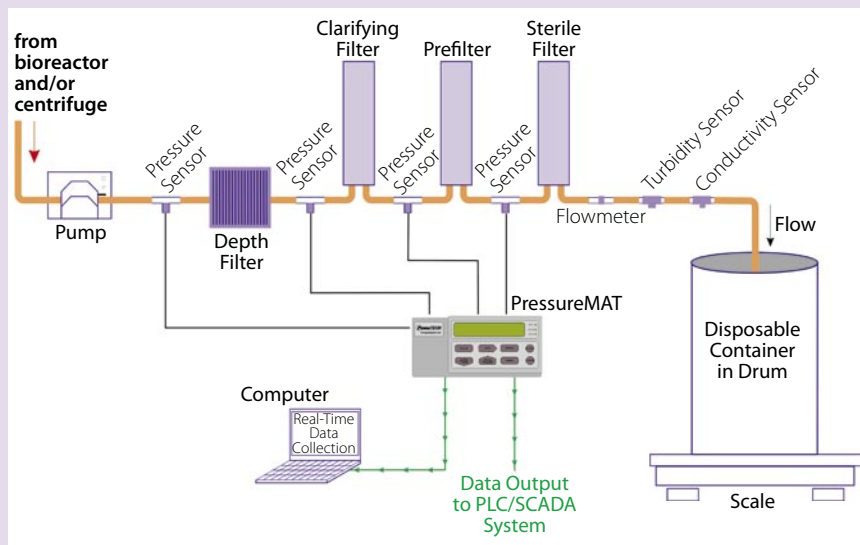 from
bioreactor
and/or
centrifuge
Clarifying
Filter
Prefilter
Sterile
Filter
Pressure
Sensor
Pressure
Sensor
Pressure
Sensor
Pressure
Sensor
Turbidity Sensor
Conductivity Sensor
Pump
Depth
Filter
Flowmeter
Flow
PressureMAT
Disposable
Container
in Drum
Computer
Real-Time
Data
Collection
Data Output
to PLC/SCADA
System
Scale